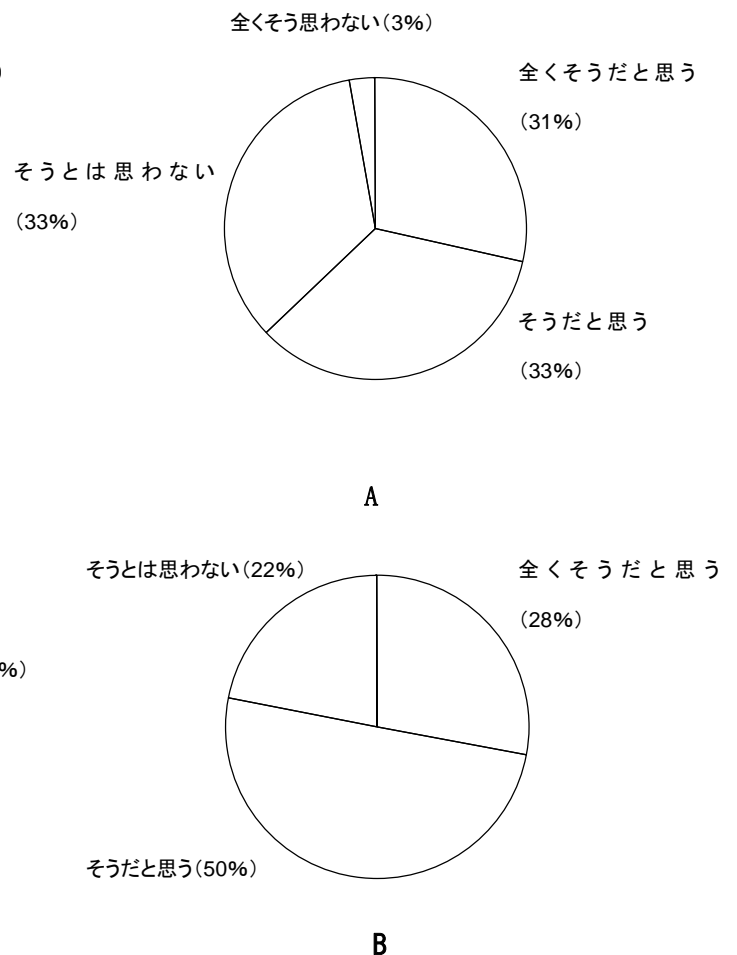 全くそう思わない（3%）
全くそうだと思う
（31%）
）
そうとは思わない
（33%）
そうだと思う
（33%）
A
そうとは思わない（22%）
全くそうだと思う
（28%）
%）
そうだと思う（50%）
B